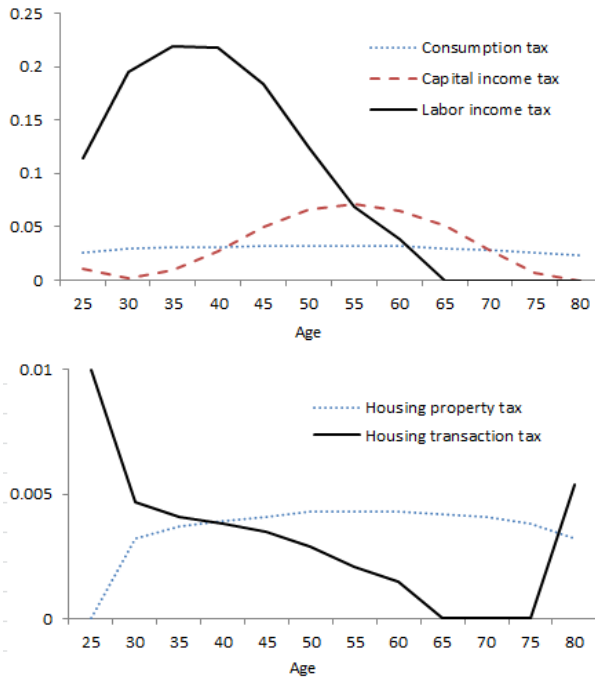 0.25
Consumption tax
0.2
Capital income tax
Labor income tax
0.15
0.1
0.05
0
25 30 35 40 45 50 55 60 65 70 75 80
Age
0.01
Housing property tax
Housing transaction tax
0.005
0
25 30 35 40 45 50 55 60 65 70 75 80
Age